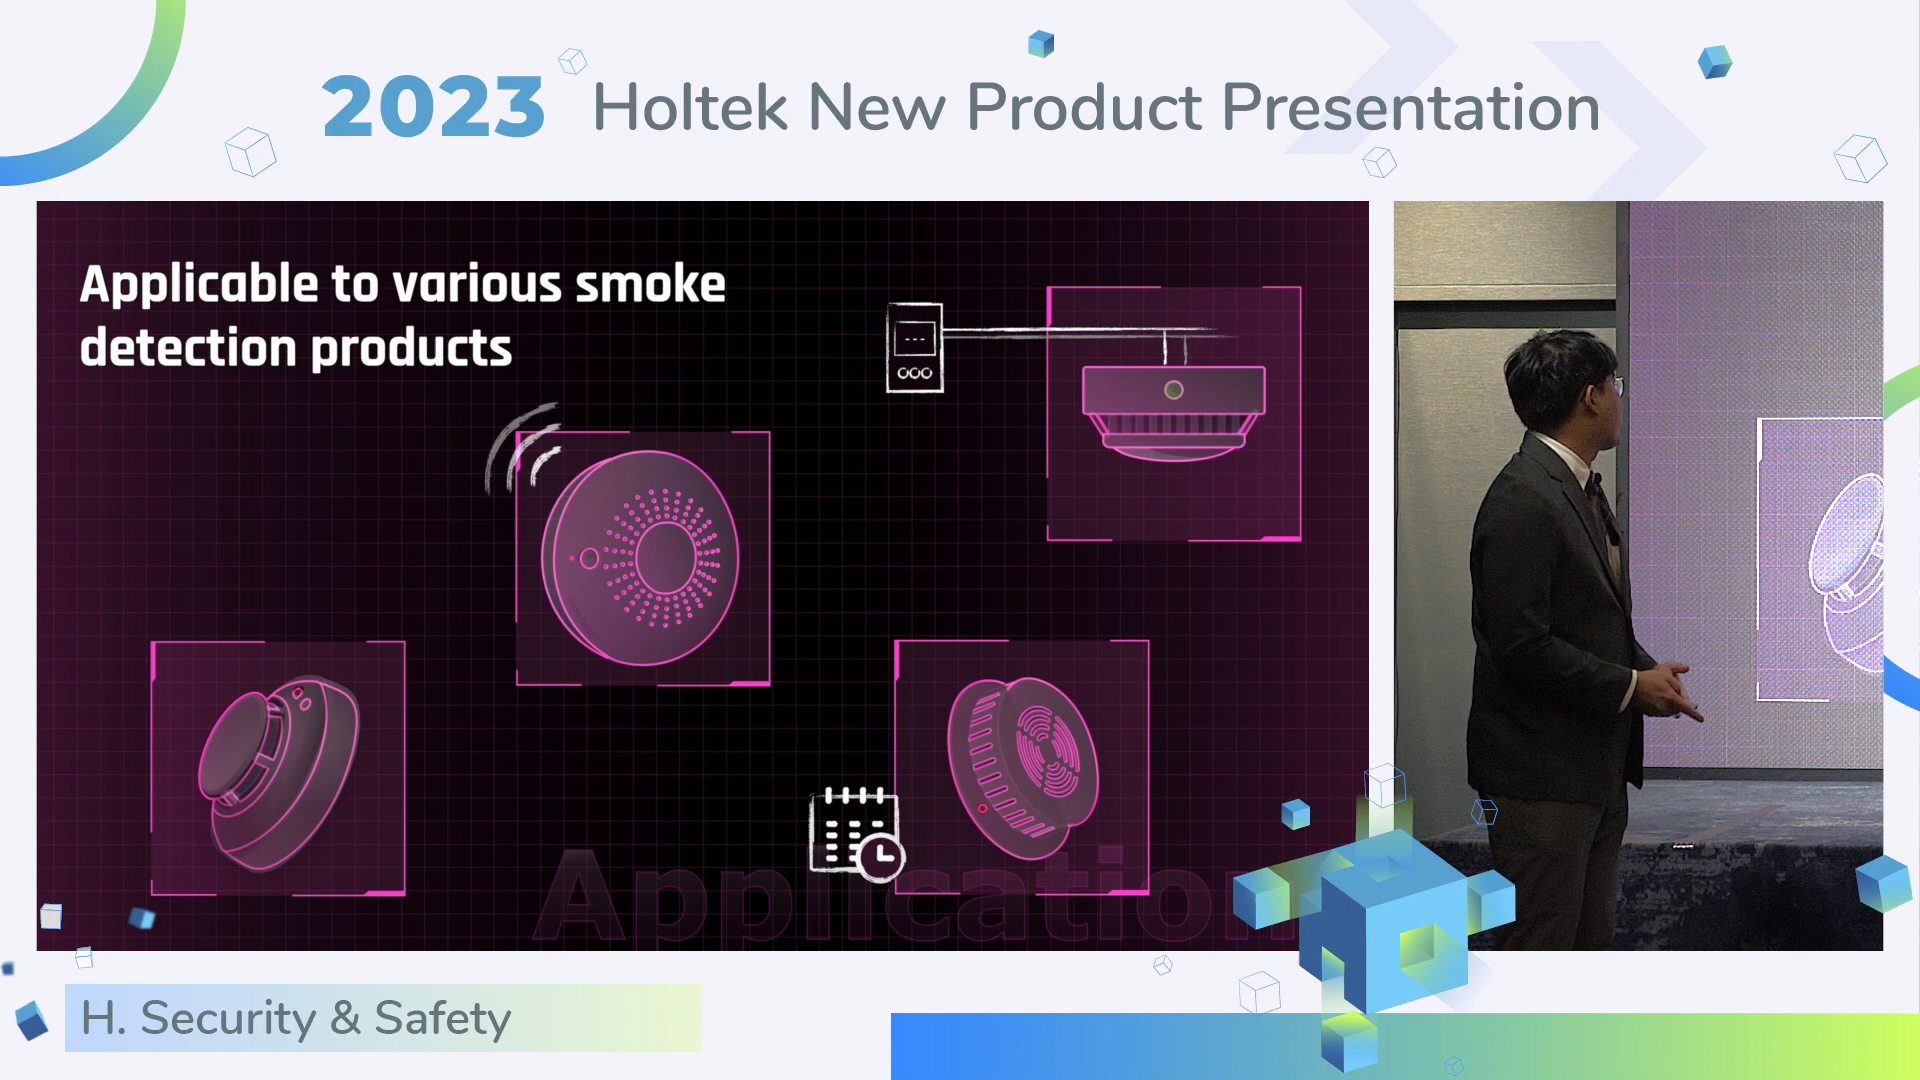 2023 Holtek New Product Presentation
Applicable to various smoke
detection products
Application
H. Security & Safety